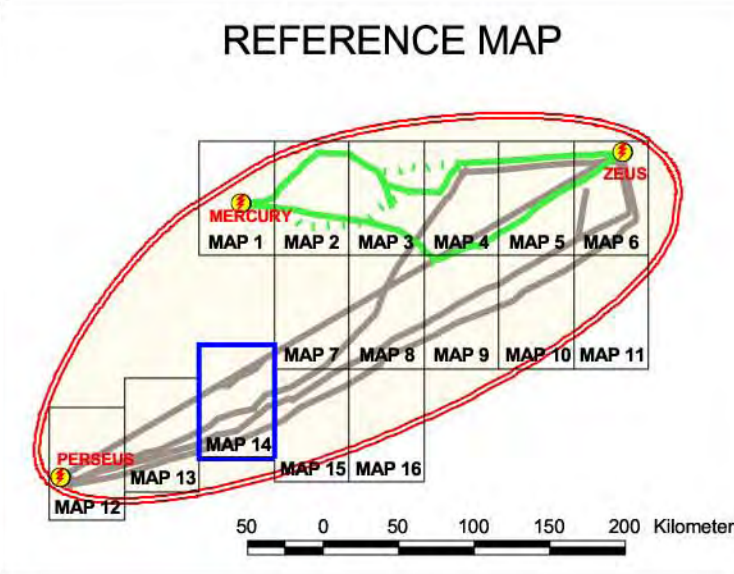 REFERENCE MAP
ZEUS
MERCURY
MAP 1 MAP 2 MAP 3 MAP 4 MAP 5 MAP 6
MAP 7 MAP 8 MAP 9 MAP 10 MAP 11
MAP 14
PERSEUS
MAP 13 MAP 15 MAP 16
MAP 12
50 0 50 100 150 200 Kilometer